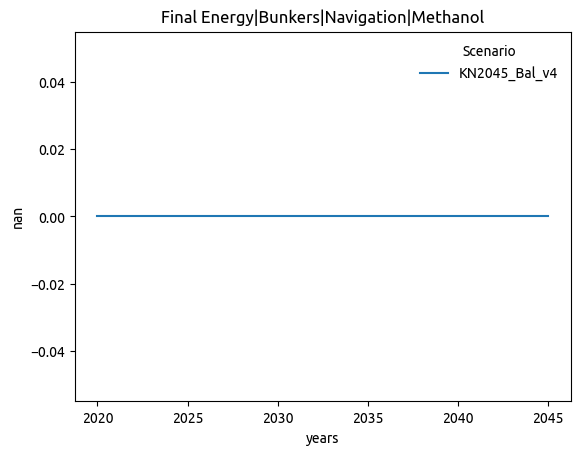 Final Energy|Bunkers|Navigation|Methanol
Scenario
KN2045_Bal_v4
0.04
0.02
0.00
−0.02
−0.04
nan
2020 2025 2030 2035 2040 2045
years